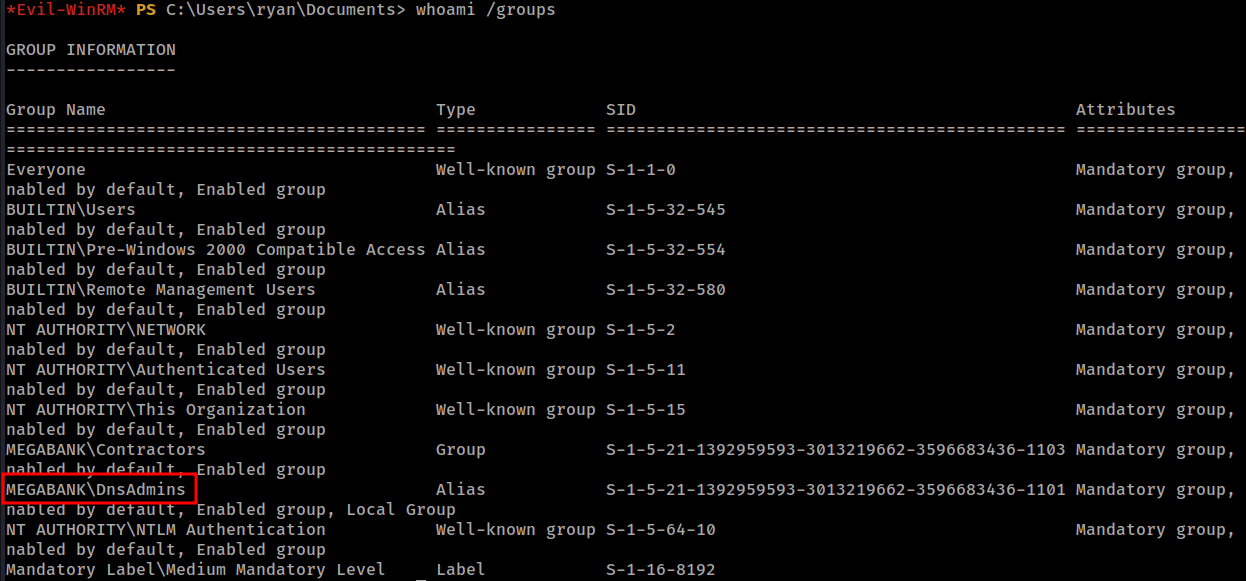 *Evil-WinRM* PS C:\Users\ryan\Documents> whoami /groups
GROUP INFORMATION
-----------------
Group Name                                 Type             SID                                            Attributes
========================================== ================ ============================================== =================
=============================================
Everyone                                   Well-known group S-1-1-0                                        Mandatory group,
nabled by default, Enabled group
BUILTIN\Users                              Alias            S-1-5-32-545                                   Mandatory group,
nabled by default, Enabled group
BUILTIN\Pre-Windows 2000 Compatible Access Alias            S-1-5-32-554                                   Mandatory group,
nabled by default, Enabled group
BUILTIN\Remote Management Users            Alias            S-1-5-32-580                                   Mandatory group,
nabled by default, Enabled group
NT AUTHORITY\NETWORK                       Well-known group S-1-5-2                                        Mandatory group,
nabled by default, Enabled group
NT AUTHORITY\Authenticated Users           Well-known group S-1-5-11                                       Mandatory group,
nabled by default, Enabled group
NT AUTHORITY\This Organization             Well-known group S-1-5-15                                       Mandatory group,
nabled by default, Enabled group
MEGABANK\Contractors                       Group            S-1-5-21-1392959593-3013219662-3596683436-1103 Mandatory group,
nabled by default, Enabled group
MEGABANK\DnsAdmins                         Alias            S-1-5-21-1392959593-3013219662-3596683436-1101 Mandatory group,
nabled by default, Enabled group, Local Group
NT AUTHORITY\NTLM Authentication           Well-known group S-1-5-64-10                                    Mandatory group,
nabled by default, Enabled group
Mandatory Label\Medium Mandatory Level     Label            S-1-16-8192